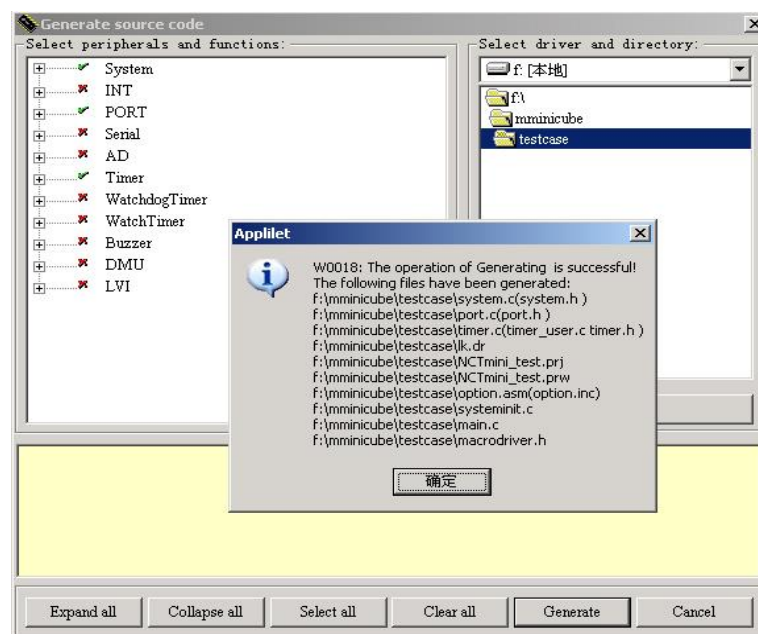 Generate source code
Select peripherals and functions:
Select driver and directory:
System
INT
PORT
Serial
AD
Timer
WatchdogTimer
WatchTimer
Buzzer
DMU
LVI
f: [本地]
f:\
mminicube
testcase
Applilet
W0018: The operation of Generating is successful!
The following files have been generated:
f:\mminicube\testcase\system.c(system.h )
f:\mminicube\testcase\port.c(port.h )
f:\mminicube\testcase\timer.c(timer_user.c timer.h )
f:\mminicube\testcase\lk.dr
f:\mminicube\testcase\NCTmini_test.prj
f:\mminicube\testcase\NCTmini_test.prw
f:\mminicube\testcase\option.asm(option.inc)
f:\mminicube\testcase\systeminit.c
f:\mminicube\testcase\main.c
f:\mminicube\testcase\macrodriver.h
确定
Expand all
Collapse all
Select all
Clear all
Generate
Cancel